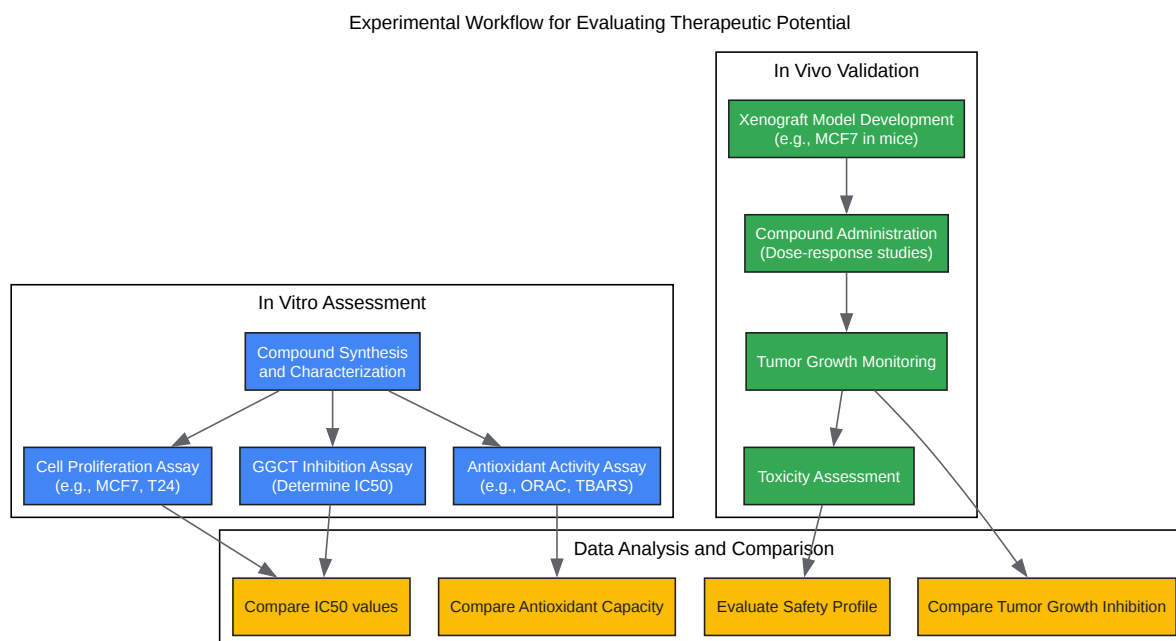 Experimental Workflow for Evaluating Therapeutic Potential
In Vivo Validation
Xenograft Model Development
(e.g., MCF7 in mice)
Compound Administration
(Dose-response studies)
Tumor Growth Monitoring
Toxicity Assessment
In Vitro Assessment
Compound Synthesis
and Characterization
Cell Proliferation Assay
(e.g., MCF7, T24)
GGCT Inhibition Assay
(Determine IC50)
Antioxidant Activity Assay
(e.g., ORAC, TBARS)
Data Analysis and Comparison
Compare IC50 values
Compare Antioxidant Capacity
Evaluate Safety Profile
Compare Tumor Growth Inhibition